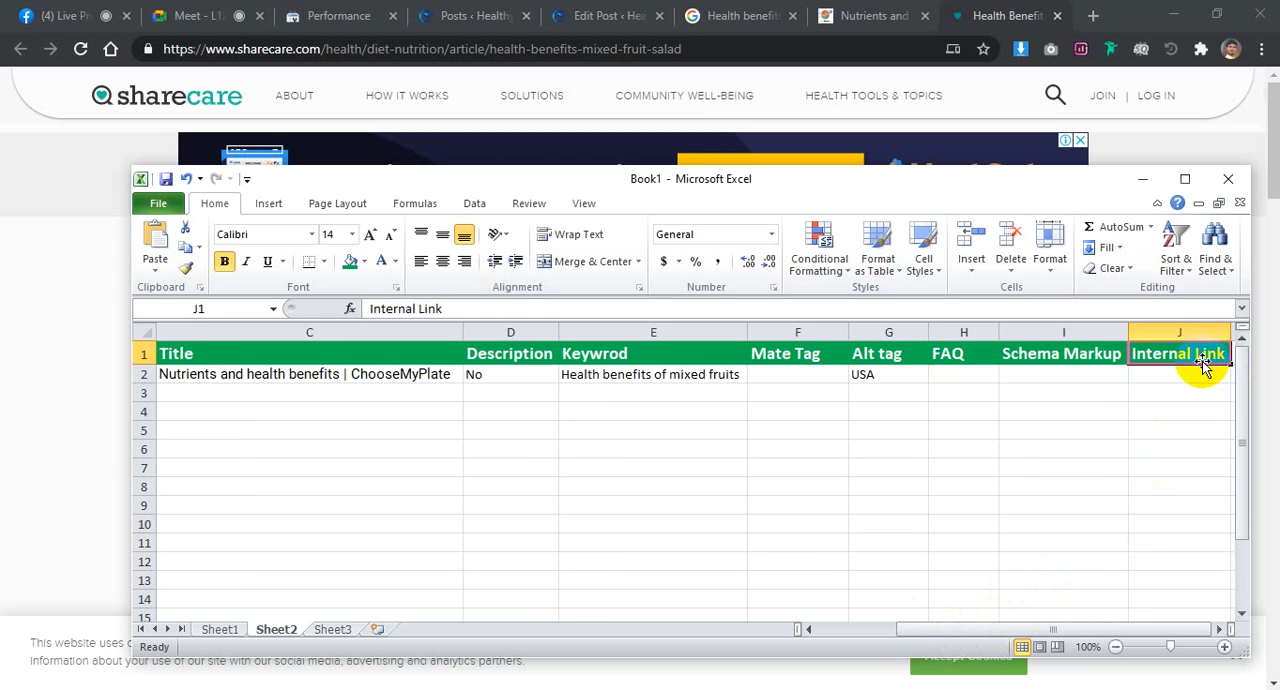 (4) Live Pr
Meet - L12
Performance
Posts ‹ Healthy
Edit Post ‹ Hea
Health benefit
Nutrients and
Health Benefit
https://www.sharecare.com/health/diet-nutrition/article/health-benefits-mixed-fruit-salad
sharecare
ABOUT
HOW IT WORKS
SOLUTIONS
COMMUNITY WELL-BEING
HEALTH TOOLS & TOPICS
JOIN | LOG IN
Book1 - Microsoft Excel
File Home Insert Page Layout Formulas Data Review View
Calibri 14
Wrap Text
General
Σ AutoSum
Paste
B I U
A
Merge & Center
$ % ,
Conditional Formatting
Format as Table
Cell Styles
Insert
Delete
Format
Fill
Clear
Sort & Filter
Find & Select
Clipboard Font Alignment Number Styles Cells Editing
J1 fx Internal Link
C D E F G H I J
1 Title Description Keywrod Mate Tag Alt tag FAQ Schema Markup Internal Link
2 Nutrients and health benefits | ChooseMyPlate No Health benefits of mixed fruits USA
3
4
5
6
7
8
9
10
11
12
13
14
15
Sheet1 Sheet2 Sheet3
Ready 100%
This website uses c
information about your use of our site with our social media, advertising and analytics partners.
Accept Cookies